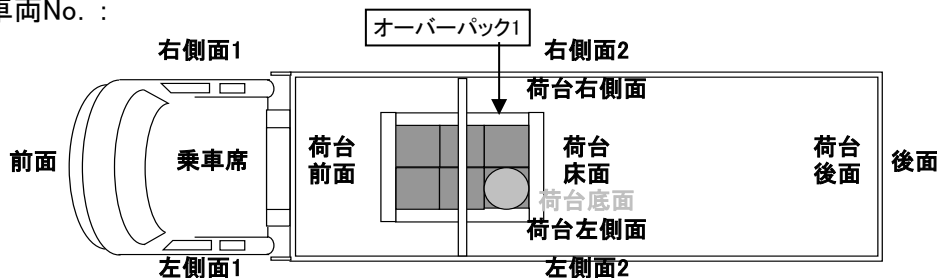 車両No. :
オーバーパック1
右側面1
右側面2
荷台右側面
前面
乗車席
荷台
前面
荷台
床面
荷台
後面
後面
荷台底面
荷台左側面
左側面1
左側面2